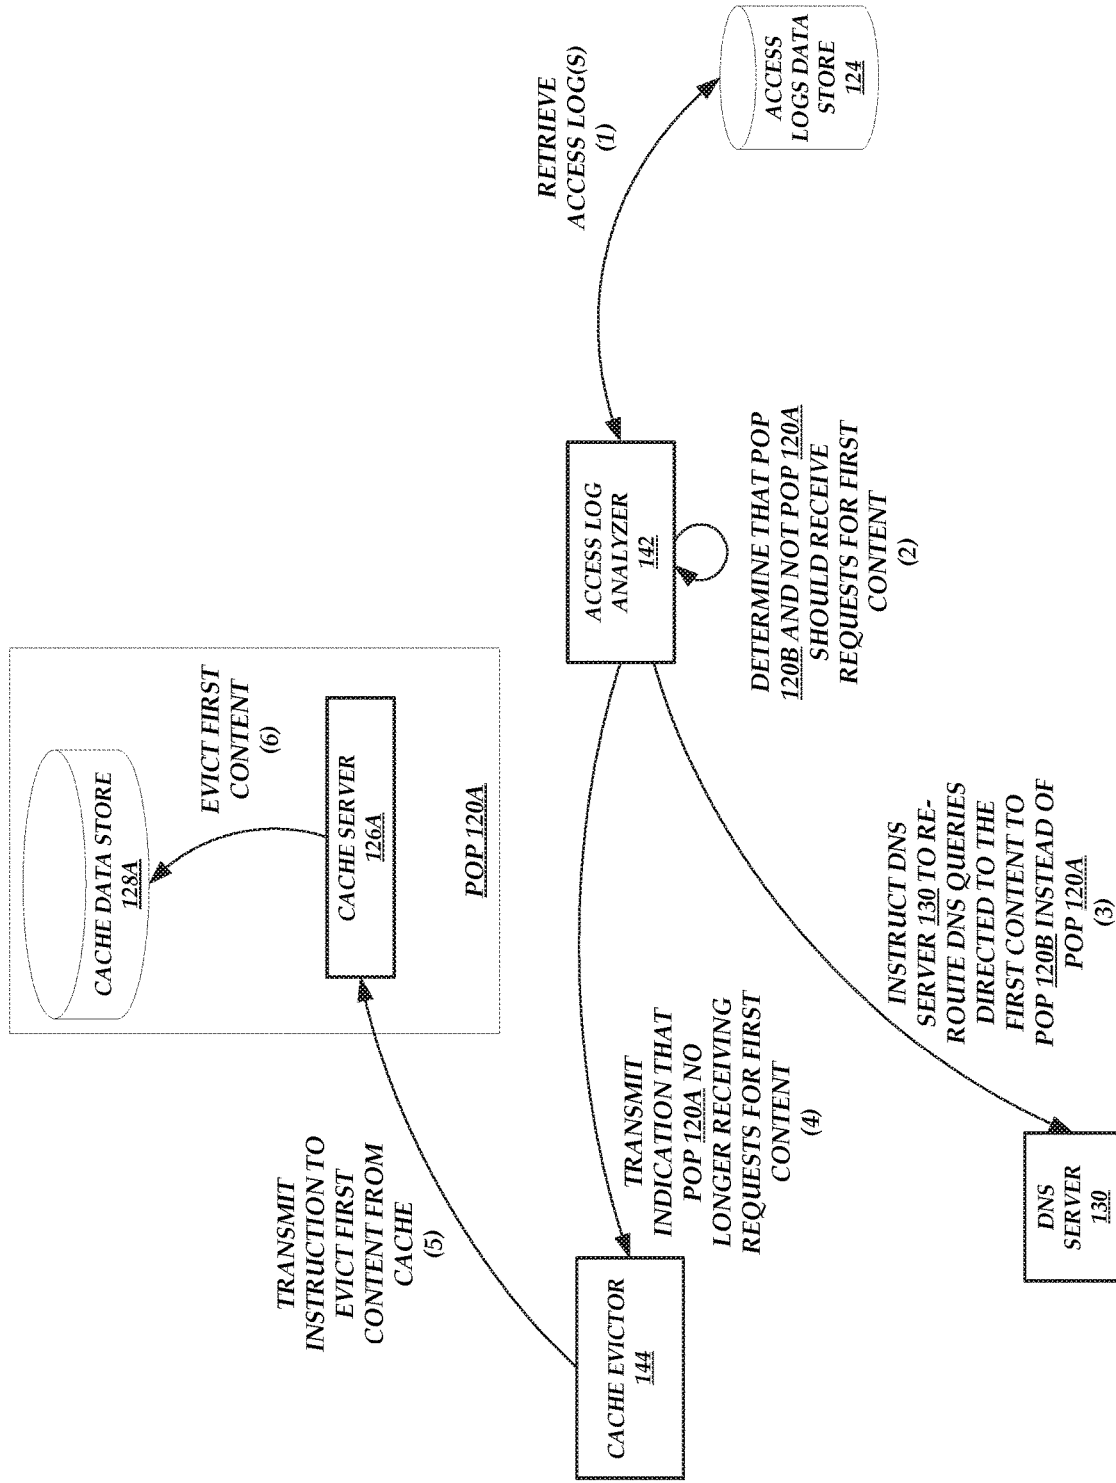 CACHE DATA STORE
128A
EVICT FIRST
CONTENT
(6)
CACHE SERVER
126A
POP 120A
TRANSMIT
INSTRUCTION TO
EVICT FIRST
CONTENT FROM
CACHE
(5)
RETRIEVE
ACCESS LOG(S)
(1)
ACCESS
LOGS DATA
STORE
124
CACHE EVICTOR
144
TRANSMIT
INDICATION THAT
POP 120A NO
LONGER RECEIVING
REQUESTS FOR FIRST
CONTENT
(4)
ACCESS LOG
ANALYZER
142
DETERMINE THAT POP
120B AND NOT POP 120A
SHOULD RECEIVE
REQUESTS FOR FIRST
CONTENT
(2)
INSTRUCT DNS
SERVER 130 TO RE-
ROUTE DNS QUERIES
DIRECTED TO THE
FIRST CONTENT TO
POP 120B INSTEAD OF
POP 120A
(3)
DNS
SERVER
130